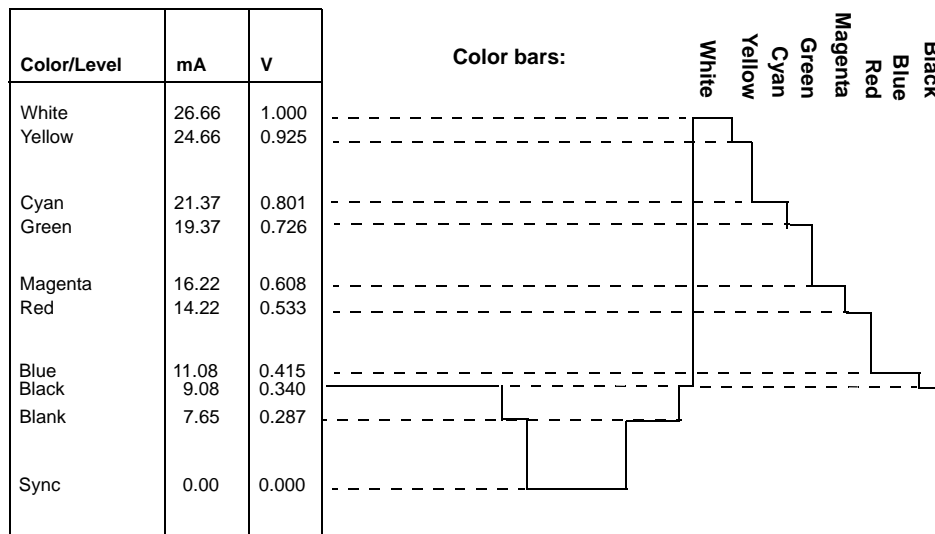 Color/Level mA V
White 26.66 1.000
Yellow 24.66 0.925
Cyan 21.37 0.801
Green 19.37 0.726
Magenta 16.22 0.608
Red 14.22 0.533
Blue 11.08 0.415
Black 9.08 0.340
Blank 7.65 0.287
Sync 0.00 0.000
Color bars:
White
Yellow
Cyan
Green
Magenta
Red
Blue
Black